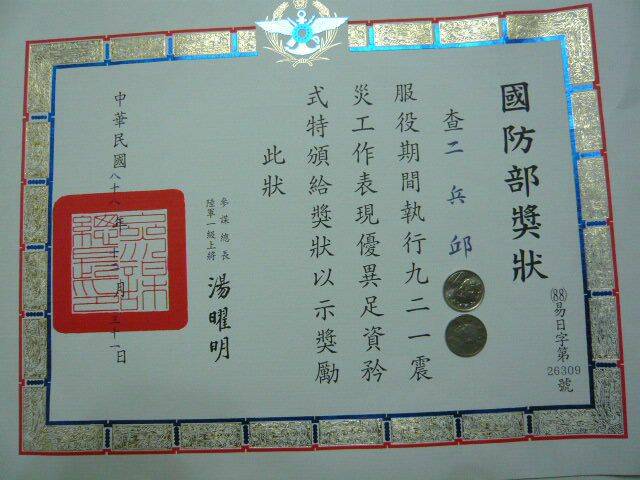 國防部獎狀
(88)易日字第26309號
查二兵邱
服役期間執行九二一震
災工作表現優異足資矜
式特頒給獎狀以示獎勵
此狀
參謀總長
陸軍一級上將
湯曜明
中華民國八十八年十二月三十一日